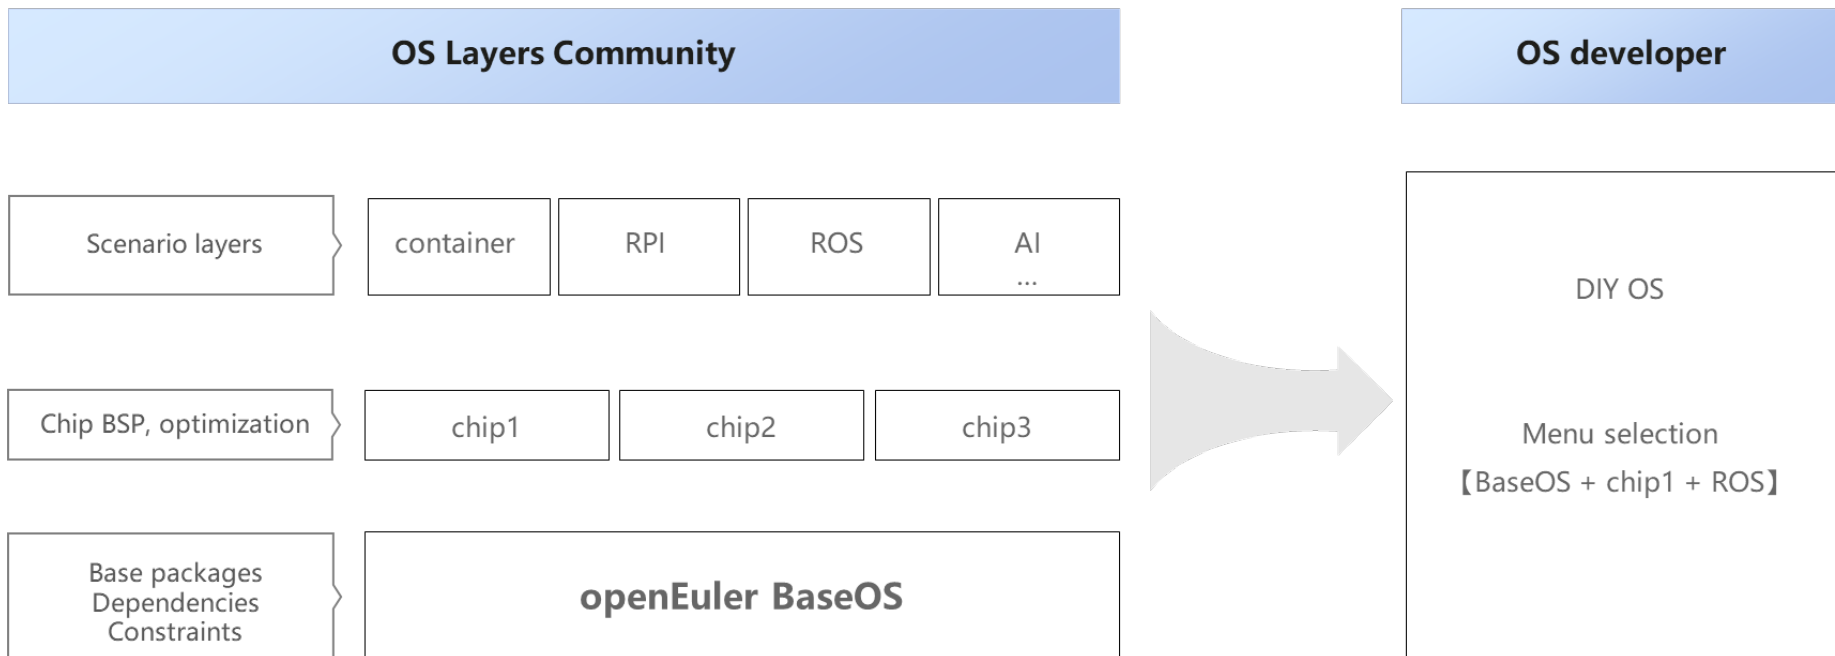 OS Layers Community
OS developer
Scenario layers
container
RPI
ROS
AI
...
DIY OS
Chip BSP, optimization
chip1
chip2
chip3
Menu selection
【BaseOS + chip1 + ROS】
Base packages
Dependencies
Constraints
openEuler BaseOS